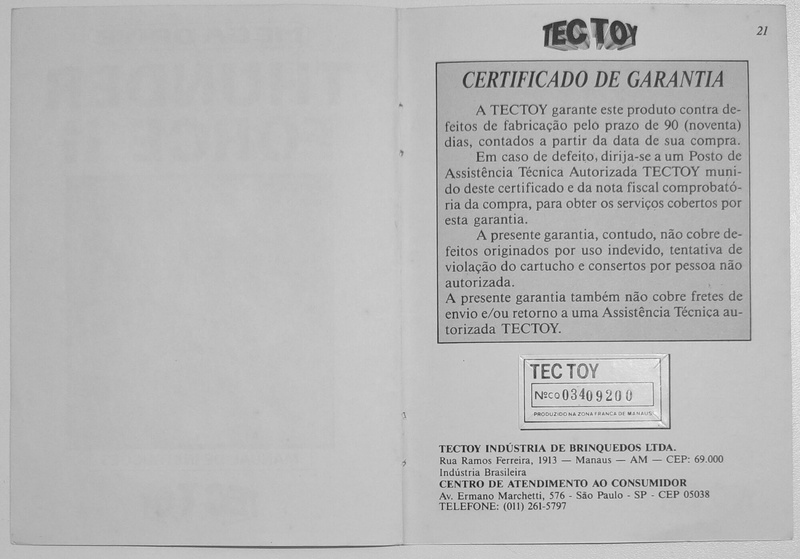 TECTOY
21
CERTIFICADO DE GARANTIA
A TECTOY garante este produto contra de-
feitos de fabricação pelo prazo de 90 (noventa)
dias, contados a partir da data de sua compra.
Em caso de defeito, dirija-se a um Posto de
Assistência Técnica Autorizada TECTOY muni-
do deste certificado e da nota fiscal comprobató-
ria da compra, para obter os serviços cobertos por
esta garantia.
A presente garantia, contudo, não cobre de-
feitos originados por uso indevido, tentativa de
violação do cartucho e consertos por pessoa não
autorizada.
A presente garantia também não cobre fretes de
envio e/ou retorno a uma Assistência Técnica au-
torizada TECTOY.
TEC TOY
NºCO 03409200
PRODUZIDO NA ZONA FRANCA DE MANAUS
TECTOY INDÚSTRIA DE BRINQUEDOS LTDA.
Rua Ramos Ferreira, 1913 — Manaus — AM — CEP: 69.000
Indústria Brasileira
CENTRO DE ATENDIMENTO AO CONSUMIDOR
Av. Ermano Marchetti, 576 - São Paulo - SP - CEP 05038
TELEFONE: (011) 261-5797